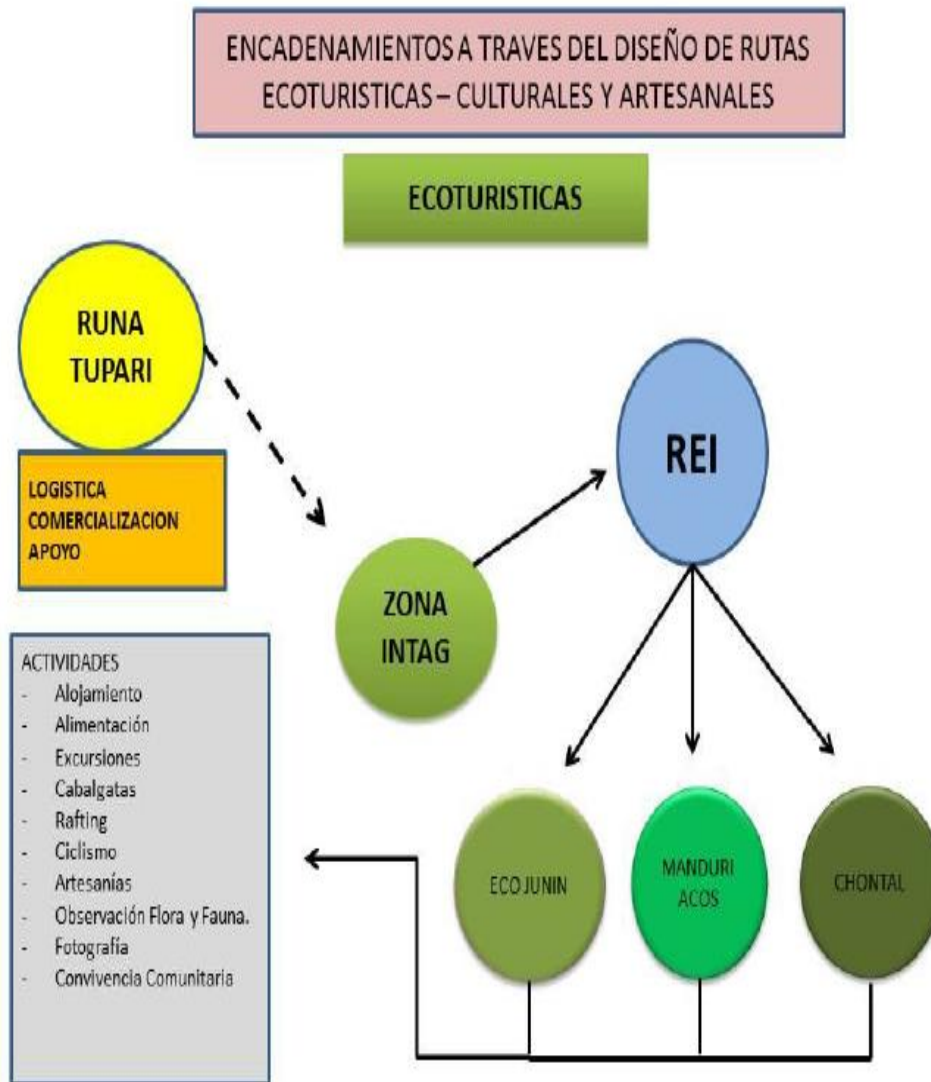 ENCADENAMIENTOS A TRAVES DEL DISEÑO DE RUTAS
ECOTURISTICAS – CULTURALES Y ARTESANALES
ECOTURISTICAS
RUNA
TUPARI
LOGISTICA
COMERCIALIZACION
APOYO
REI
ZONA
INTAG
ACTIVIDADES
- Alojamiento
- Alimentación
- Excursiones
- Cabalgatas
- Rafting
- Ciclismo
- Artesanías
- Observación Flora y Fauna.
- Fotografía
- Convivencia Comunitaria
ECO JUNIN
MANDURI
ACOS
CHONTAL